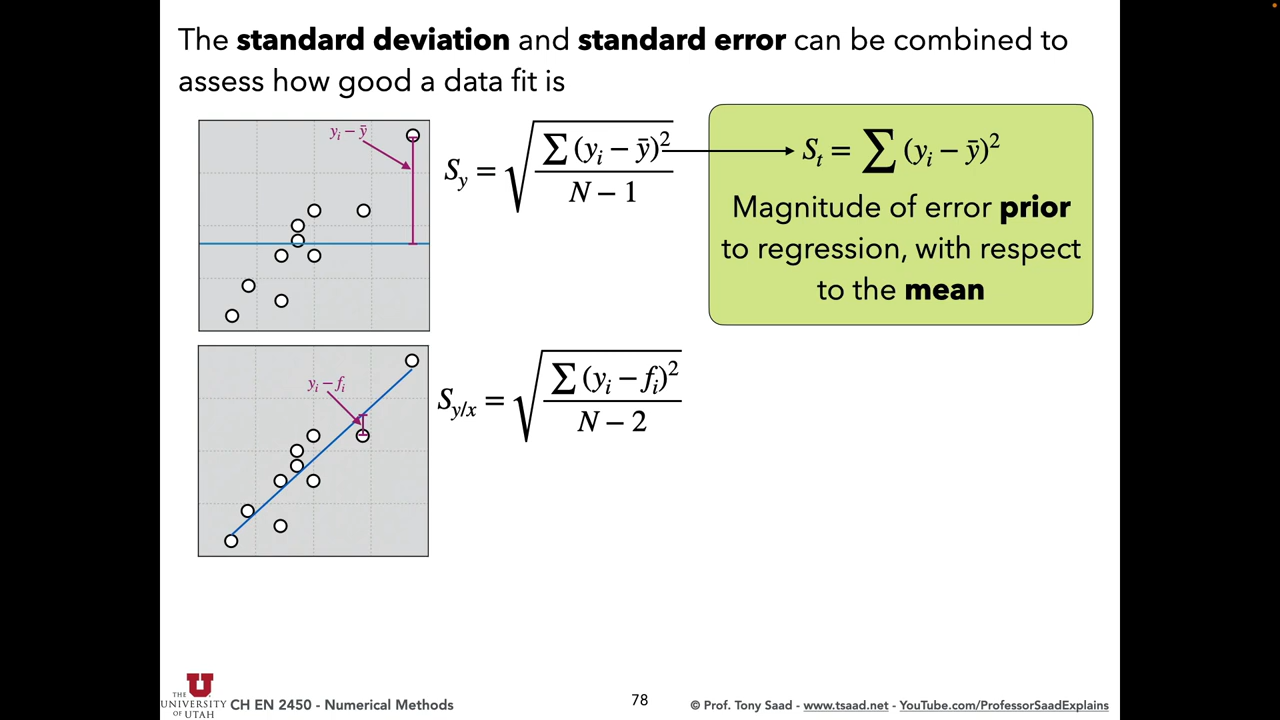 The standard deviation and standard error can be combined to
assess how good a data fit is
yᵢ − ȳ
S_y = √(∑(yᵢ − ȳ)² / (N − 1))
S_t = ∑(yᵢ − ȳ)²
Magnitude of error prior
to regression, with respect
to the mean
yᵢ − fᵢ
S_{y/x} = √(∑(yᵢ − fᵢ)² / (N − 2))
U
THE
UNIVERSITY
OF UTAH
CH EN 2450 - Numerical Methods
78
© Prof. Tony Saad - www.tsaad.net - YouTube.com/ProfessorSaadExplains